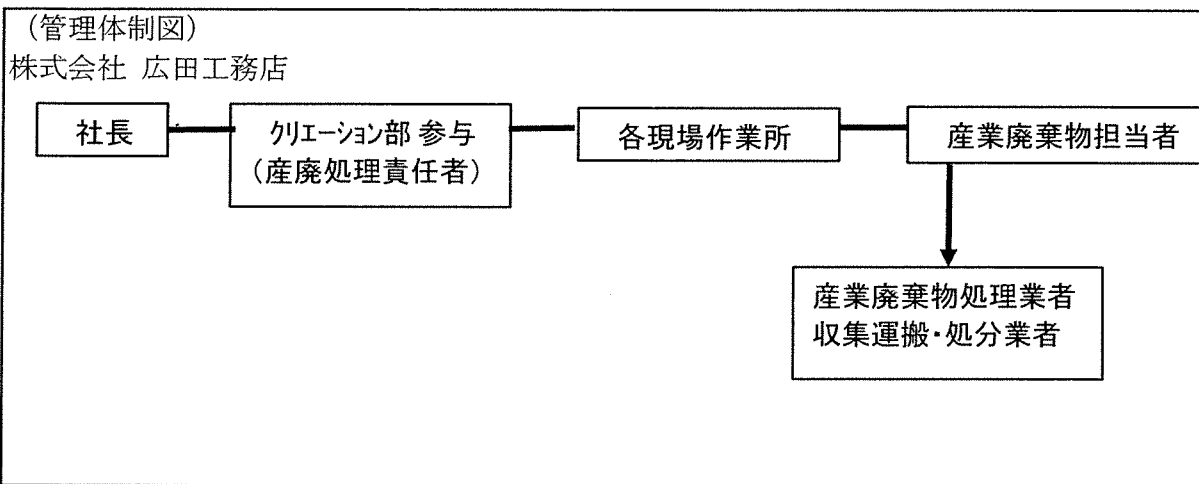 （管理体制図）
株式会社 広田工務店
社長
ｸﾘｴｰｼｮﾝ部 参与
（産廃処理責任者）
各現場作業所
産業廃棄物担当者
産業廃棄物処理業者
収集運搬・処分業者